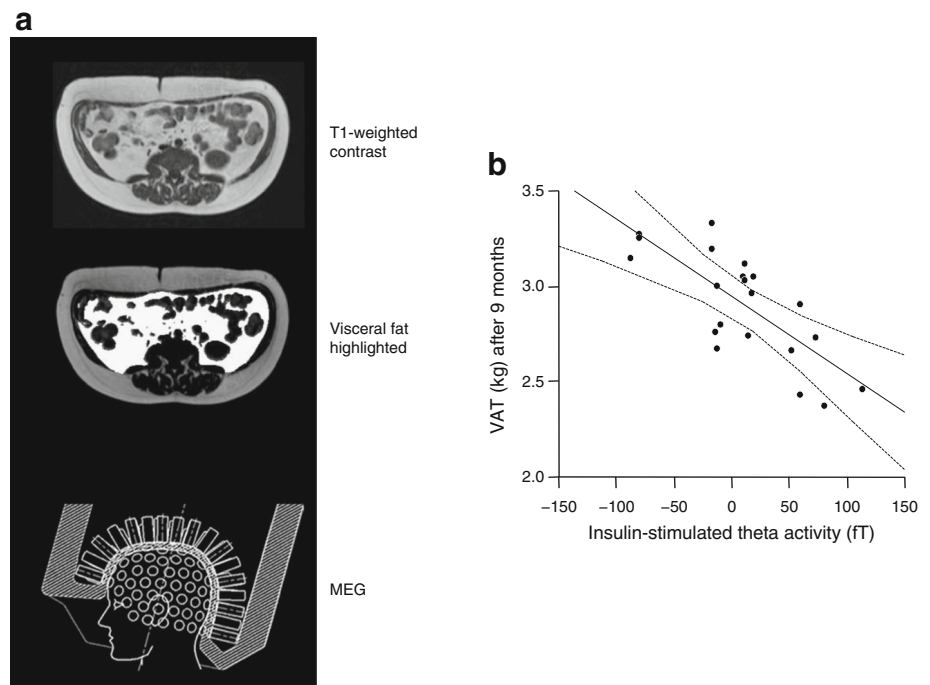 a
T1-weighted
contrast
Visceral fat
highlighted
MEG
b
VAT (kg) after 9 months
3.5
3.0
2.5
2.0
−150 −100 −50 0 50 100 150
Insulin-stimulated theta activity (fT)